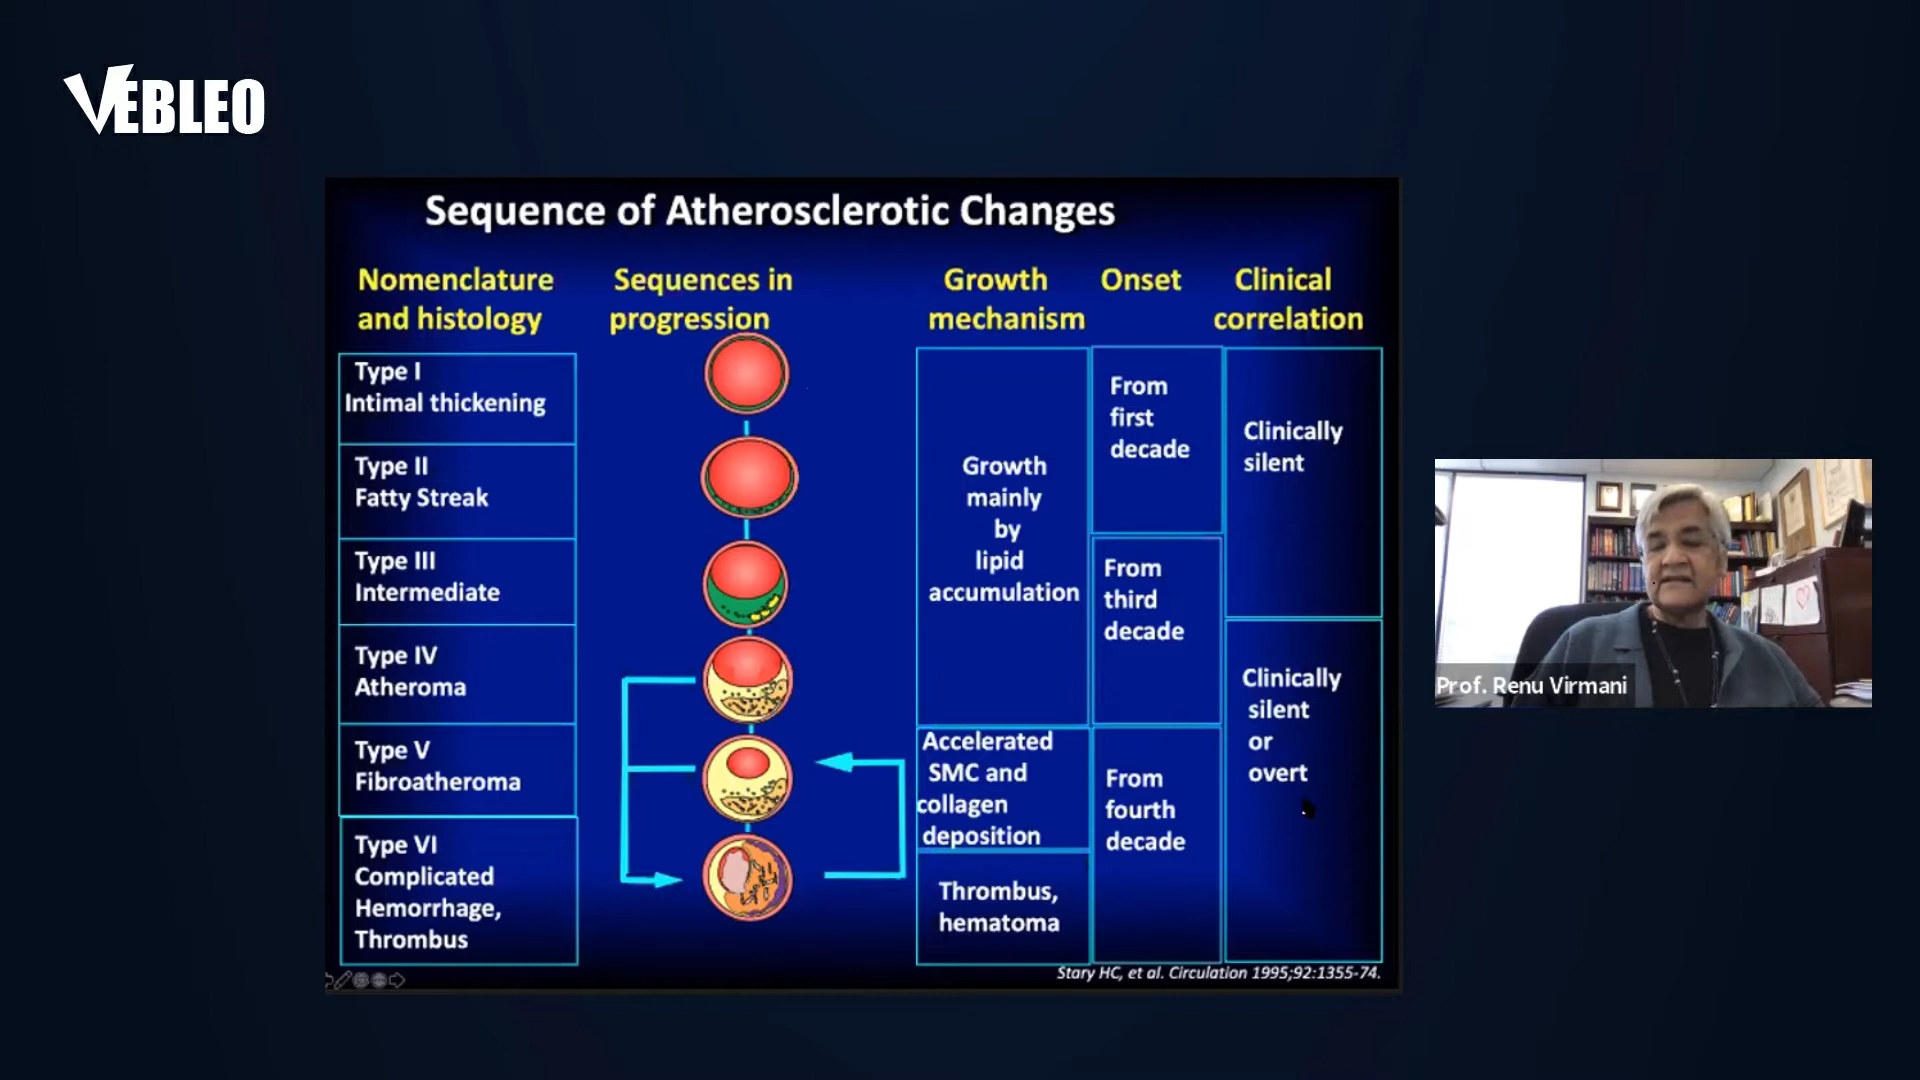 VEBLEO
Sequence of Atherosclerotic Changes
Nomenclature
and histology
Sequences in
progression
Growth
mechanism
Onset
Clinical
correlation
Type I
Intimal thickening
Type II
Fatty Streak
Type III
Intermediate
Type IV
Atheroma
Type V
Fibroatheroma
Type VI
Complicated
Hemorrhage,
Thrombus
Growth
mainly
by
lipid
accumulation
Accelerated
SMC and
collagen
deposition
Thrombus,
hematoma
From
first
decade
From
third
decade
From
fourth
decade
Clinically
silent
Clinically
silent
or
overt
Stary HC, et al. Circulation 1995;92:1355-74.
Prof. Renu Virmani